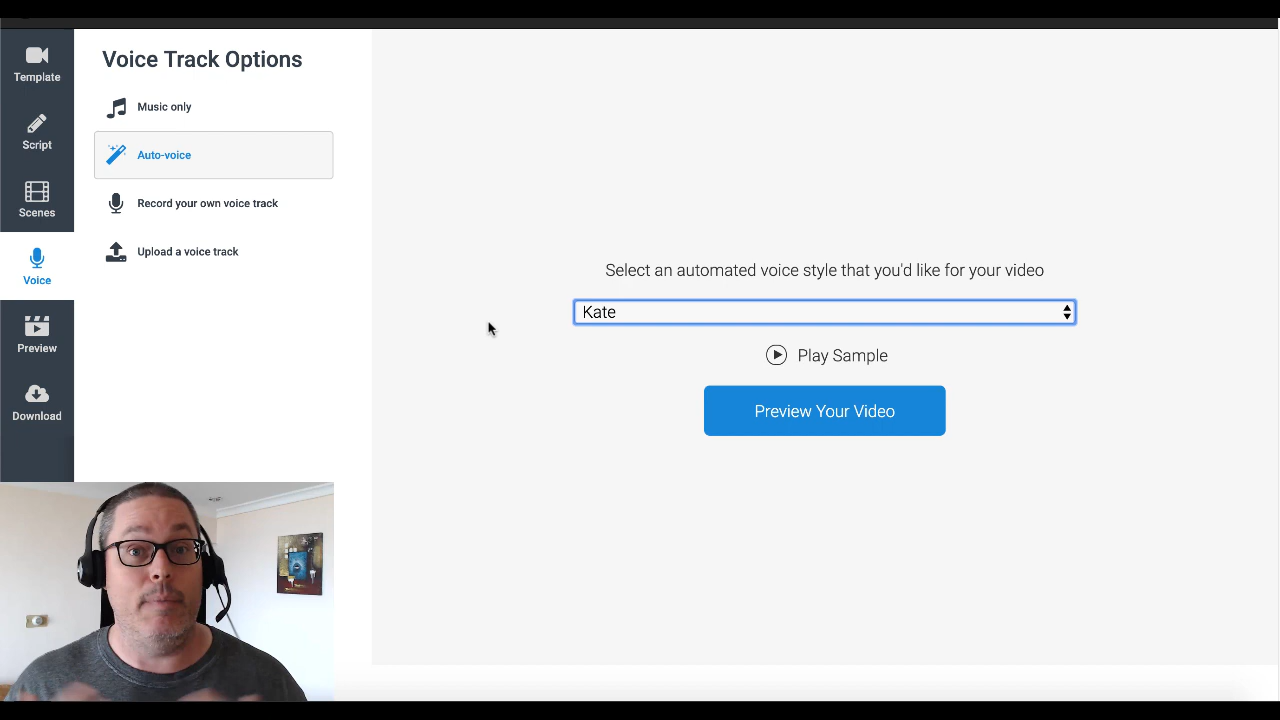 Template
Script
Scenes
Voice
Preview
Download
Voice Track Options
Music only
Auto-voice
Record your own voice track
Upload a voice track
Select an automated voice style that you'd like for your video
Kate
Play Sample
Preview Your Video